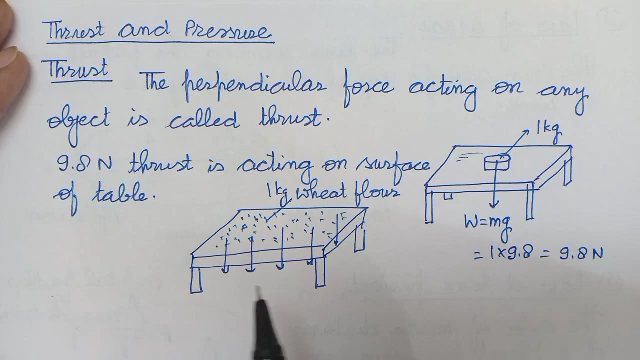 Thrust and Pressure
Thrust The perpendicular force acting on any
object is called thrust.
9.8 N thrust is acting on surface
of table.
1kg
W=mg
= 1×9.8 = 9.8 N
1kg wheat flour